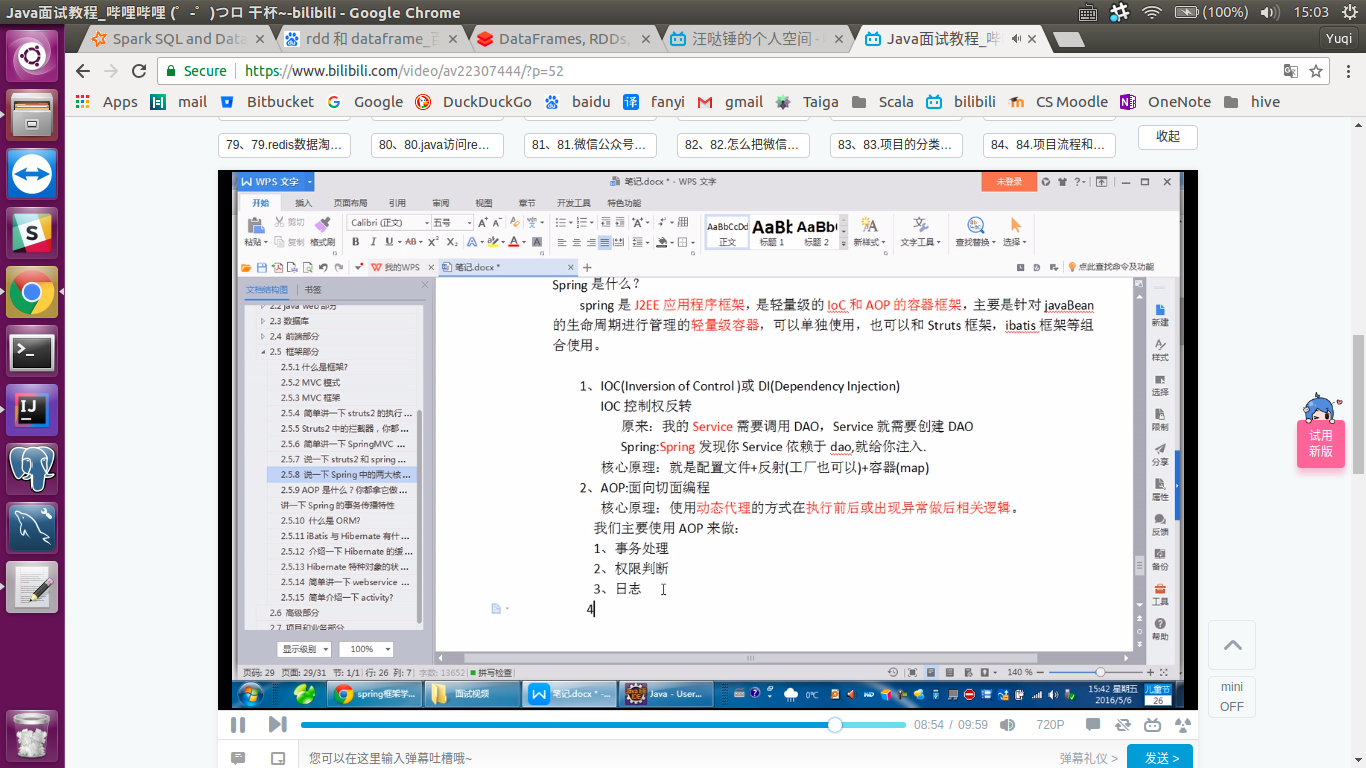 Java面试教程_哔哩哔哩 (゜-゜)つロ 干杯~-bilibili - Google Chrome
(100%) 15:03
Spark SQL and Data
rdd 和 dataframe_百
DataFrames, RDDs,
汪哒锤的个人空间 - 哔
Java面试教程_哔
Yuqi
Secure https://www.bilibili.com/video/av22307444/?p=52
Apps mail Bitbucket Google DuckDuckGo baidu fanyi gmail Taiga Scala bilibili CS Moodle OneNote hive
79、79.redis数据淘... 80、80.java访问re... 81、81.微信公众号... 82、82.怎么把微信... 83、83.项目的分类... 84、84.项目流程和... 收起
WPS 文字 笔记.docx * - WPS 文字 未登录
开始 插入 页面布局 引用 审阅 视图 章节 开发工具 特色功能
粘贴 剪切 复制 格式刷 Calibri (正文) 五号
AaBbCcDd AaBb AaBb(
正文 标题 1 标题 2 新样式 文字工具 查找替换 选择
我的WPS 笔记.docx * 点此查找命令及功能
文档结构图 书签
2.2 java web 部分
2.3 数据库
2.4 前端部分
2.5 框架部分
2.5.1 什么是框架?
2.5.2 MVC 模式
2.5.3 MVC 框架
2.5.4 简单讲一下 struts2 的执行 ...
2.5.5 Struts2 中的拦截器，你都 ...
2.5.6 简单讲一下 SpringMVC ...
2.5.7 说一下 struts2 和 spring ...
2.5.8 说一下 Spring 中的两大核 ...
2.5.9 AOP 是什么？你都拿它做 ...
讲一下 Spring 的事务传播特性
2.5.10 什么是 ORM?
2.5.11 iBatis 与 Hibernate 有什 ...
2.5.12 介绍一下 Hibernate 的缓 ...
2.5.13 Hibernate 特种对象的状 ...
2.5.14 简单讲一下 webservice ...
2.5.15 简单介绍一下 activity?
2.6 高级部分
2.7 项目和业务部分
显示级别 100%
Spring 是什么？
spring 是 J2EE 应用程序框架，是轻量级的 IoC 和 AOP 的容器框架，主要是针对 javaBean
的生命周期进行管理的轻量级容器，可以单独使用，也可以和 Struts 框架，ibatis 框架等组
合使用。
1、IOC(Inversion of Control )或 DI(Dependency Injection)
IOC 控制权反转
原来：我的 Service 需要调用 DAO，Service 就需要创建 DAO
Spring:Spring 发现你 Service 依赖于 dao,就给你注入.
核心原理：就是配置文件+反射(工厂也可以)+容器(map)
2、AOP:面向切面编程
核心原理：使用动态代理的方式在执行前后或出现异常做后相关逻辑。
我们主要使用 AOP 来做:
1、事务处理
2、权限判断
3、日志
4
新建
样式
选择
限制
分享
属性
反馈
备份
工具
帮助
页码: 29 页面: 29/31 节: 1/1 行: 26 列: 7 字数: 13652 拼写检查 140 %
spring框架学... 面试视频 笔记.docx * -... Java - User... 0℃ 15:42 星期五 2016/5/6 儿童节 26
08:54 / 09:59 720P
您可以在这里输入弹幕吐槽哦~ 弹幕礼仪 > 发送 >
试用
新版
mini
OFF